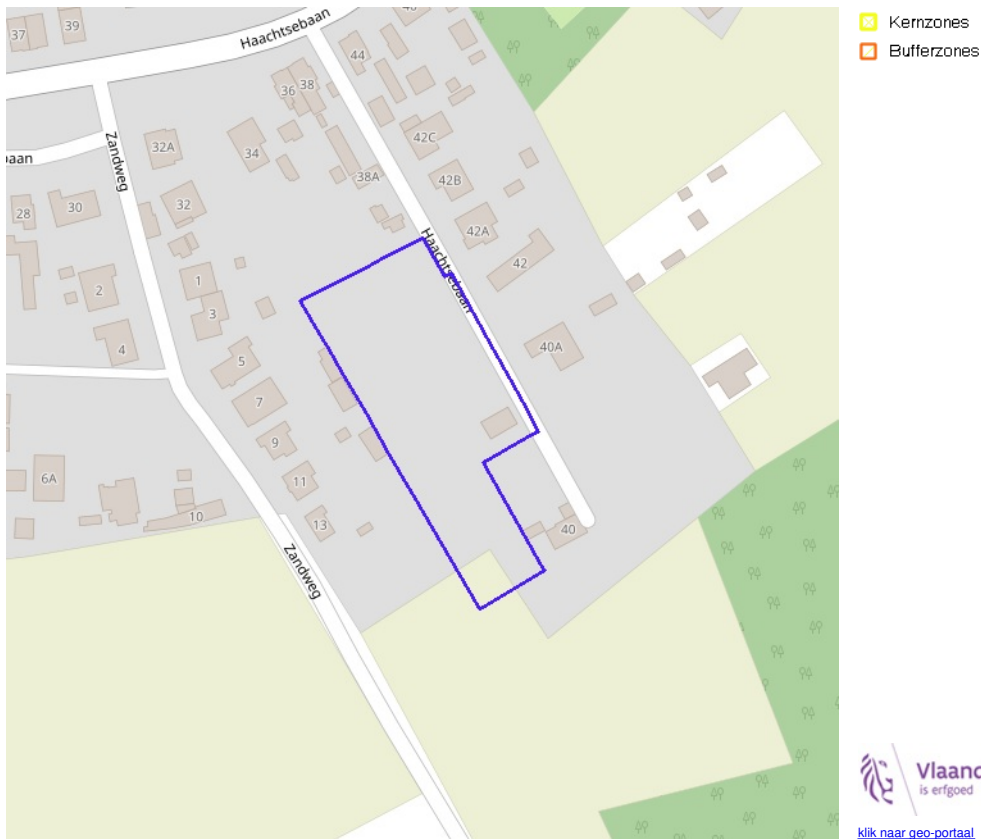 37
39
40
Haachtsebaan
44
36
38
32A
34
42C
38A
42B
Zandweg
28
30
32
42A
42
Haachtsebaan
1
2
3
4
5
40A
7
9
11
6A
10
13
40
Zandweg
Kernzones
Bufferzones
is erfgoed
klik naar geo-portaal